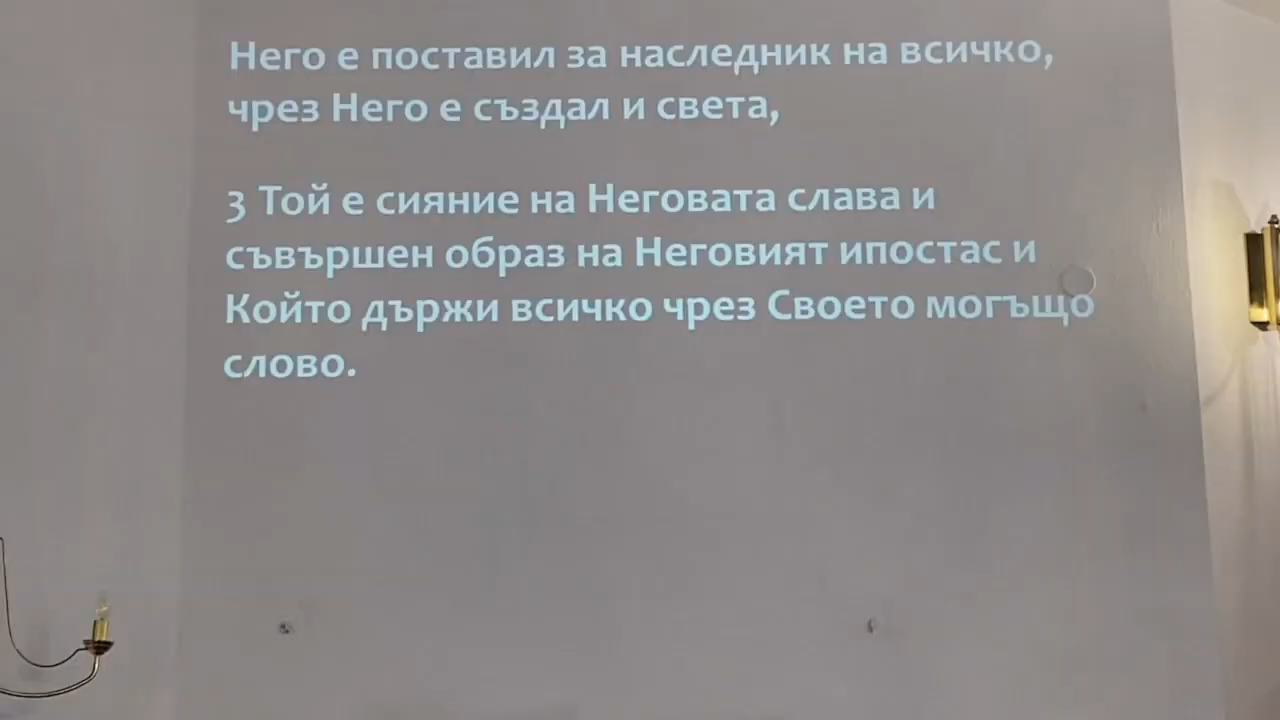 Него е поставил за наследник на всичко,
чрез Него е създал и света,
3 Той е сияние на Неговата слава и
съвършен образ на Неговият ипостас и
Който държи всичко чрез Своето могъщо
слово.